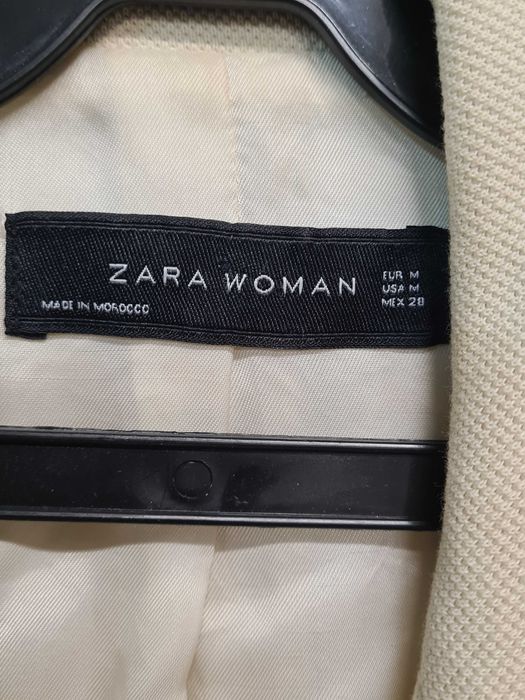 ZARA WOMAN
EUR M
USA M
MEX 28
MADE IN MOROCCO